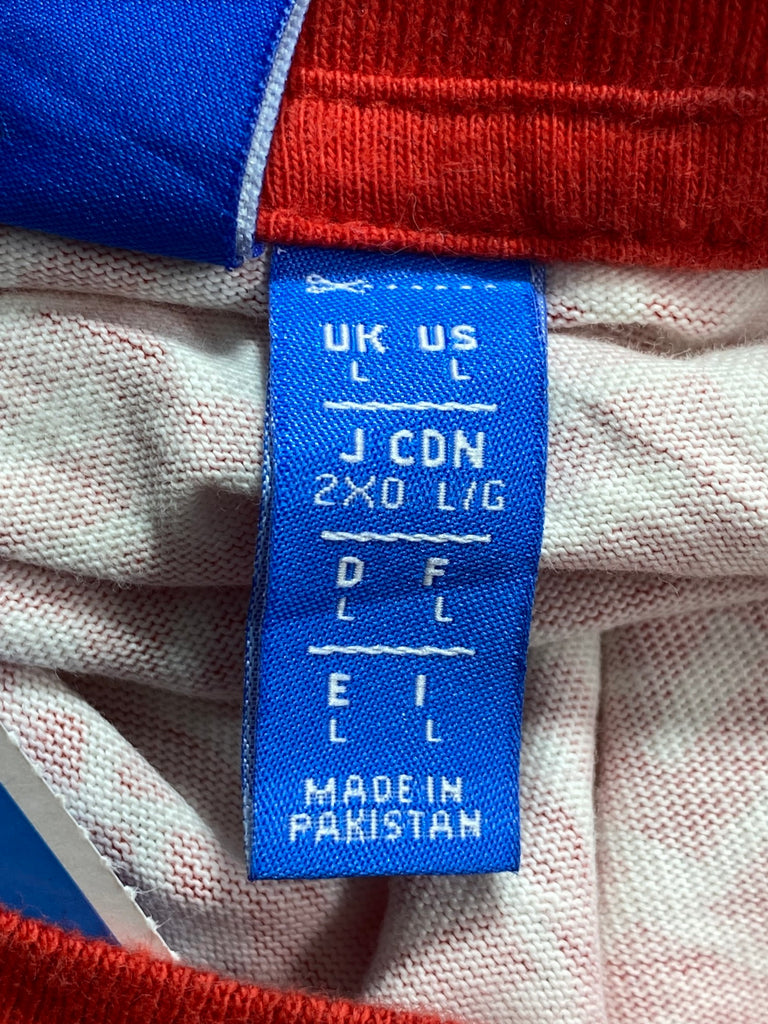 UK US
L L
J CDN
2XO L/G
D F
L L
E I
L L
MADE IN
PAKISTAN